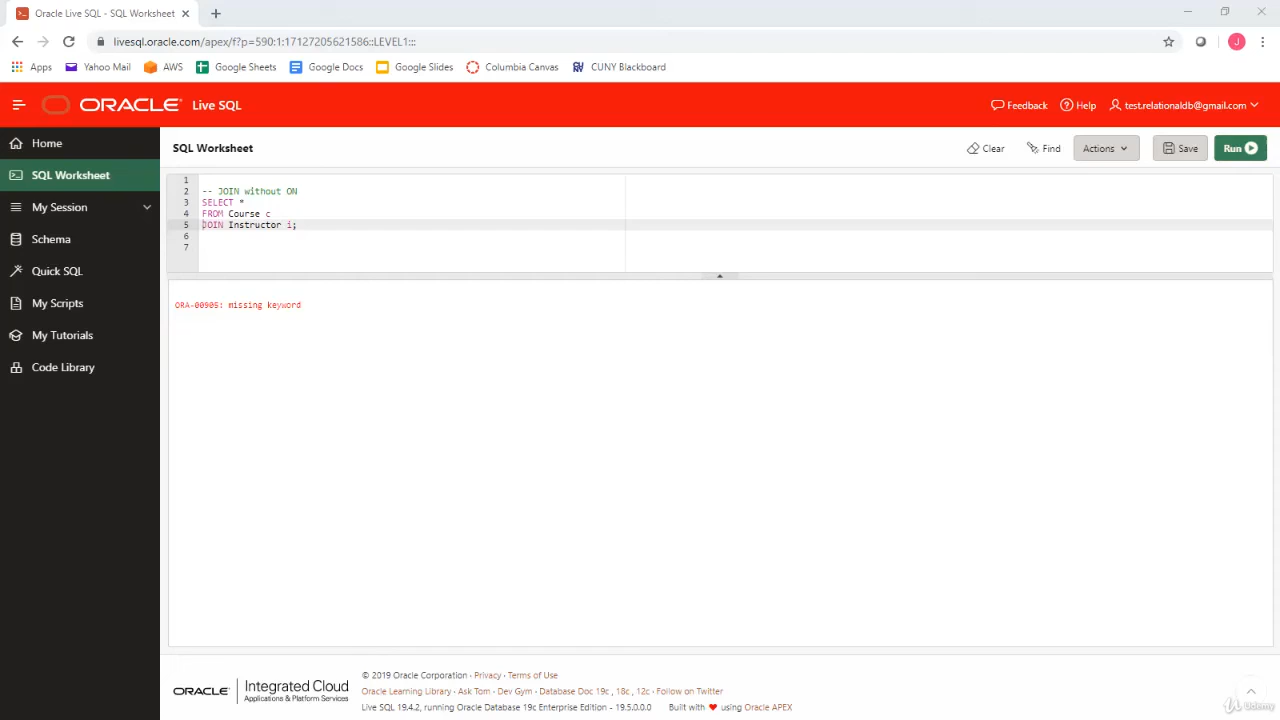 Oracle Live SQL - SQL Worksheet
livesql.oracle.com/apex/f?p=590:1:17127205621586::LEVEL1:::
J
Apps Yahoo Mail AWS Google Sheets Google Docs Google Slides Columbia Canvas CUNY Blackboard
ORACLE Live SQL
Feedback Help test.relationaldb@gmail.com
Home
SQL Worksheet
My Session
Schema
Quick SQL
My Scripts
My Tutorials
Code Library
SQL Worksheet
Clear Find Actions Save Run
1
2 -- JOIN without ON
3 SELECT *
4 FROM Course c
5 JOIN Instructor i;
6
7
ORA-00905: missing keyword
ORACLE Integrated Cloud
Applications & Platform Services
© 2019 Oracle Corporation · Privacy · Terms of Use
Oracle Learning Library · Ask Tom · Dev Gym · Database Doc 19c , 18c , 12c · Follow on Twitter
Live SQL 19.4.2, running Oracle Database 19c Enterprise Edition - 19.5.0.0.0 Built with ❤ using Oracle APEX
Udemy